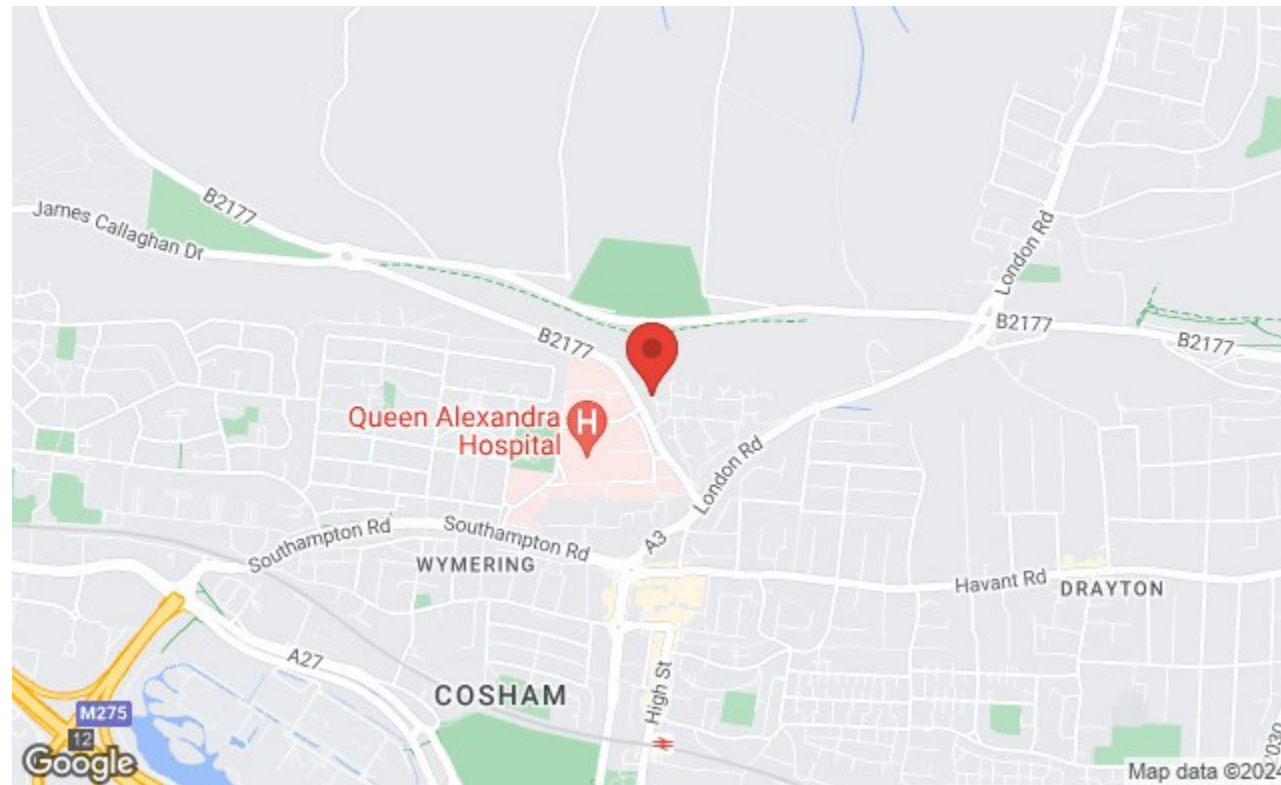 London Rd
B2177
James Callaghan Dr
B2177
B2177
B2177
Queen Alexandra
Hospital
H
London Rd
A3
Southampton Rd
Southampton Rd
WYMERING
Havant Rd
DRAYTON
A27
COSHAM
High St
M275
12
Google
2030
Map data ©2024